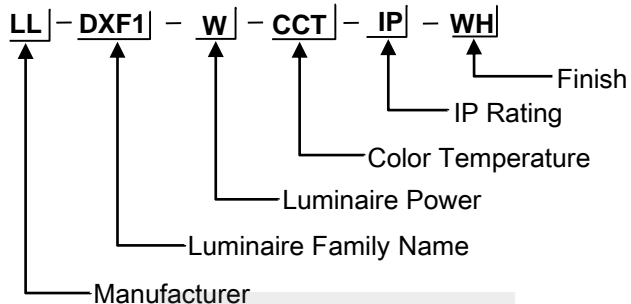 LL – DXF1 – W – CCT – IP – WH
Finish
IP Rating
Color Temperature
Luminaire Power
Luminaire Family Name
Manufacturer